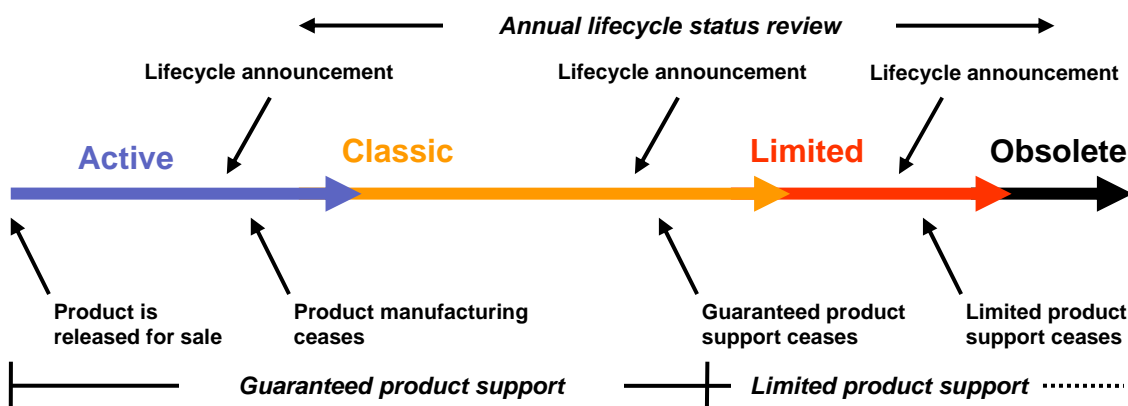 Annual lifecycle status review
Lifecycle announcement
Lifecycle announcement
Lifecycle announcement
Active
Classic
Limited
Obsolete
Product is
released for sale
Product manufacturing
ceases
Guaranteed product
support ceases
Limited product
support ceases
Guaranteed product support
Limited product support